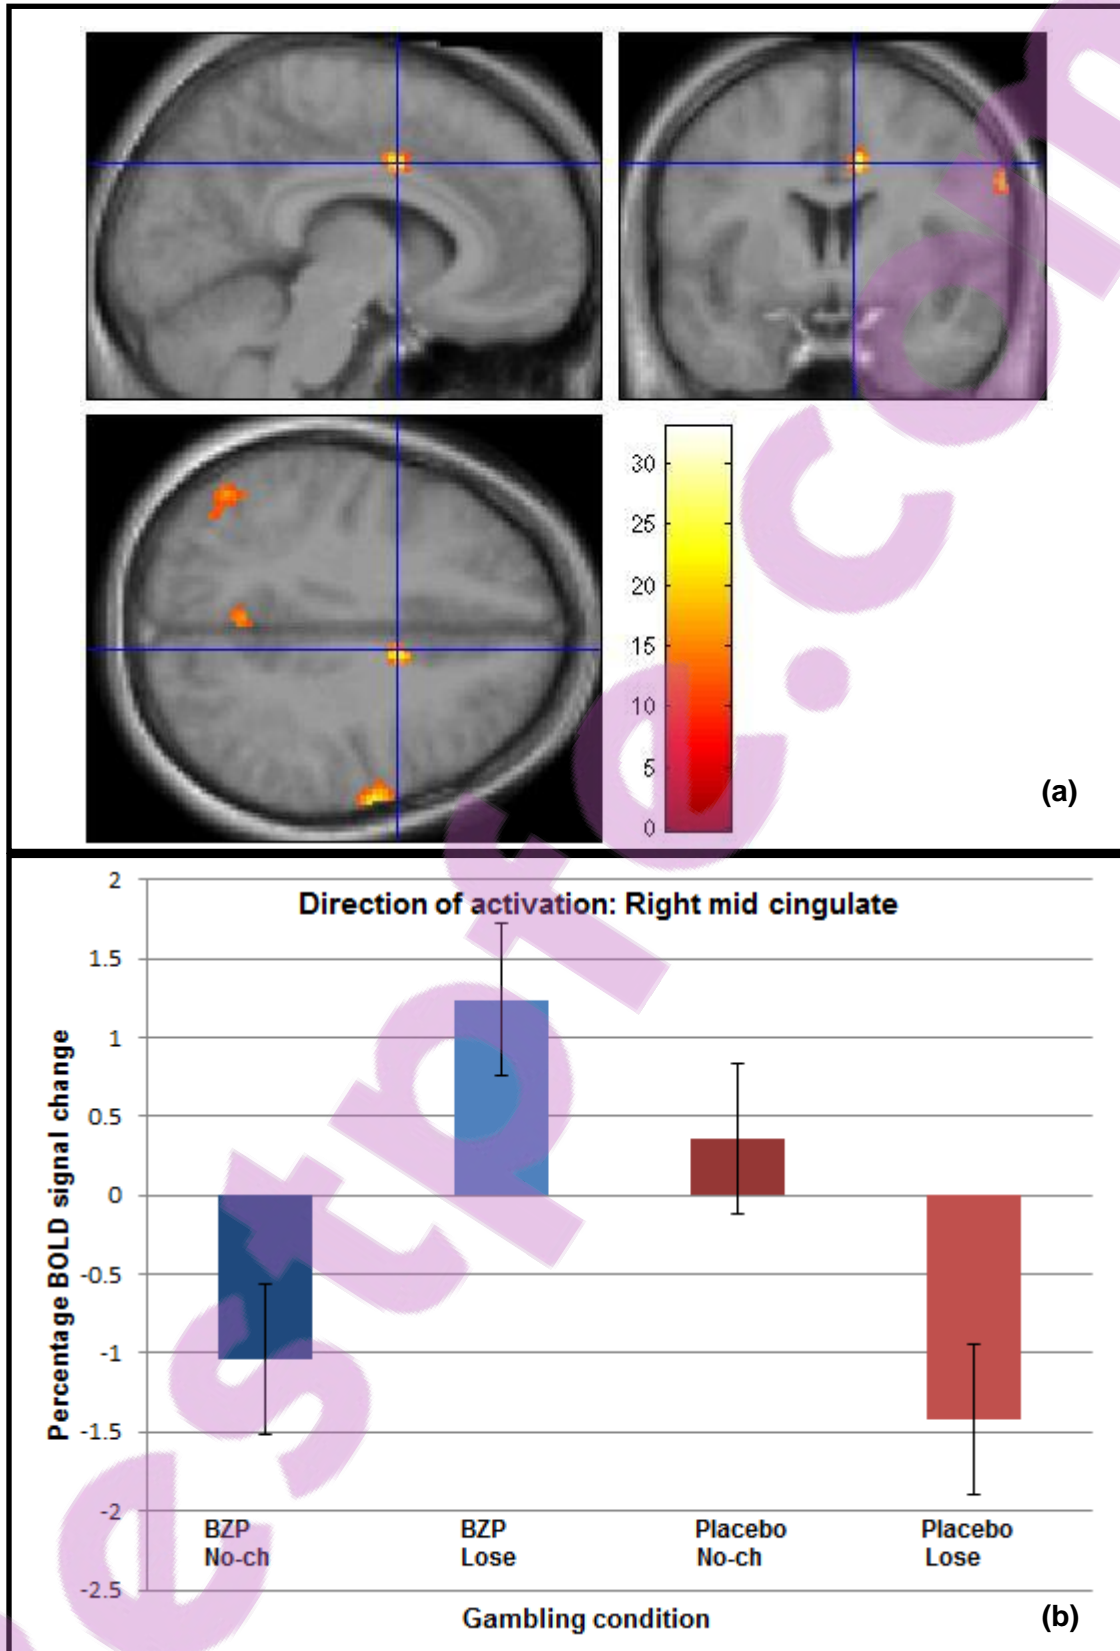 30
25
20
15
10
5
0
(a)
Direction of activation: Right mid cingulate
Percentage BOLD signal change
2
1.5
1
0.5
0
-0.5
-1
-1.5
-2
-2.5
BZP
No-ch
BZP
Lose
Placebo
No-ch
Placebo
Lose
Gambling condition
(b)
estpfe.com